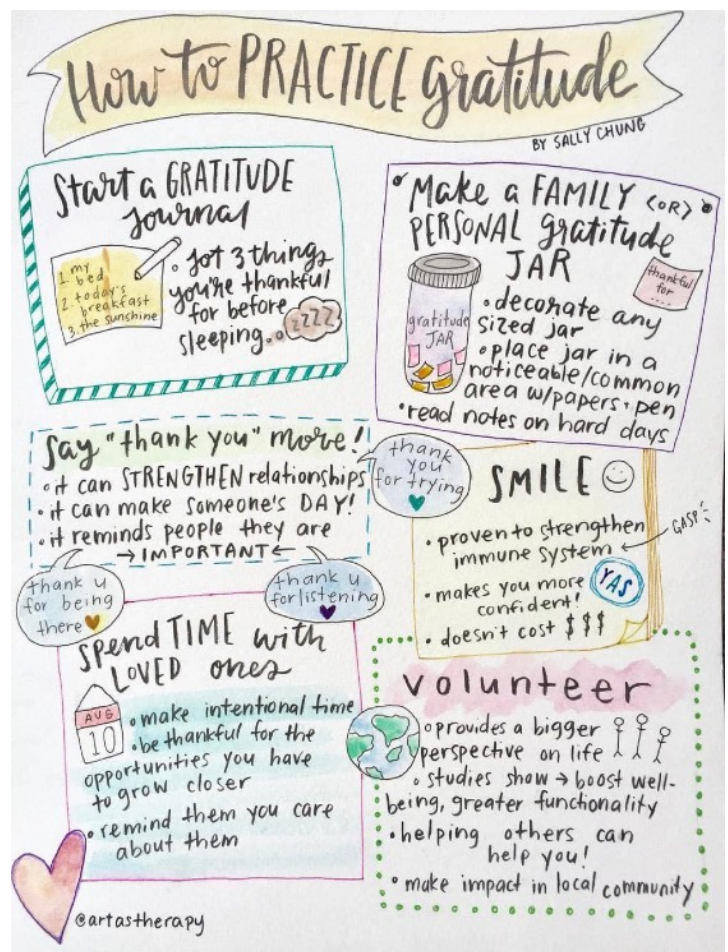 How to PRACTICE gratitude
BY SALLY CHUNG
Start a GRATITUDE
journal
1. my
bed
2. today's
breakfast
3. the sunshine
• Jot 3 things
you're thankful
for before
sleeping.
zzzz
• Make a FAMILY <OR> •
PERSONAL gratitude
JAR
thankful
for
....
gratitude
JAR
• decorate any
sized jar
• place jar in a
noticeable/common
area w/papers + pen
• read notes on hard days
Say "thank you" more!
• it can STRENGTHEN relationships
• it can make someone's DAY!
• it reminds people they are
→ IMPORTANT ←
thank
you
for trying
thank u
for being
there
thank u
for listening
SMILE
• proven to strengthen
immune system ← GASP!
• makes you more
confident!
YAS
• doesn't cost $$$
Spend TIME with
LOVED ones
AUG
10
• make intentional time
• be thankful for the
opportunities you have
to grow closer
• remind them you care
about them
volunteer
• provides a bigger
perspective on life
• studies show → boost well-
being, greater functionality
• helping others can
help you!
• make impact in local community
@artastherapy